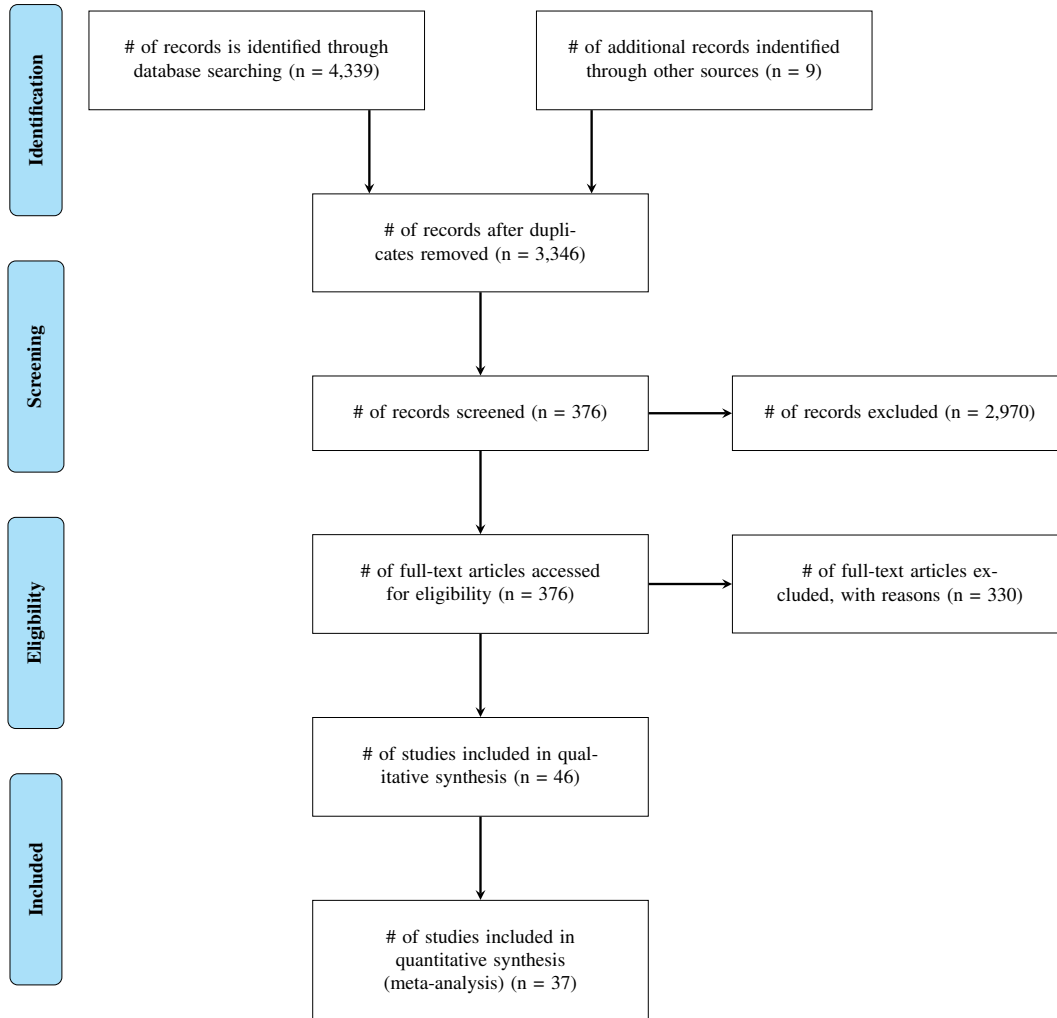 # of records is identified through
database searching (n = 4,339)
# of additional records indentified
through other sources (n = 9)
Identification
# of records after dupli-
cates removed (n = 3,346)
Screening
# of records screened (n = 376)
# of records excluded (n = 2,970)
Eligibility
# of full-text articles accessed
for eligibility (n = 376)
# of full-text articles ex-
cluded, with reasons (n = 330)
# of studies included in qual-
itative synthesis (n = 46)
Included
# of studies included in
quantitative synthesis
(meta-analysis) (n = 37)